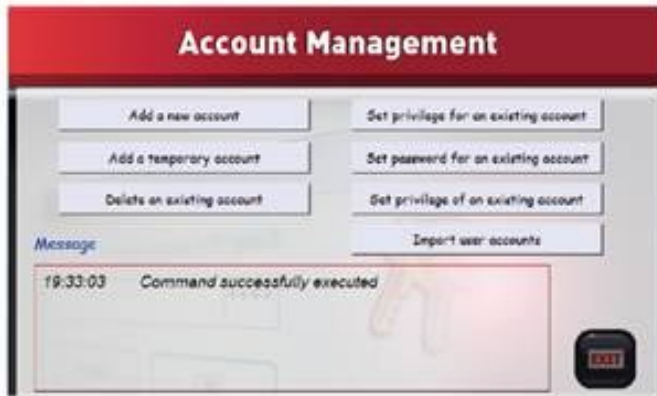 Account Management
Add a new account
Set privilege for an existing account
Add a temporary account
Set password for an existing account
Delete an existing account
Get privilege of an existing account
Import user accounts
Message
19:33:03 Command successfully executed
EXIT